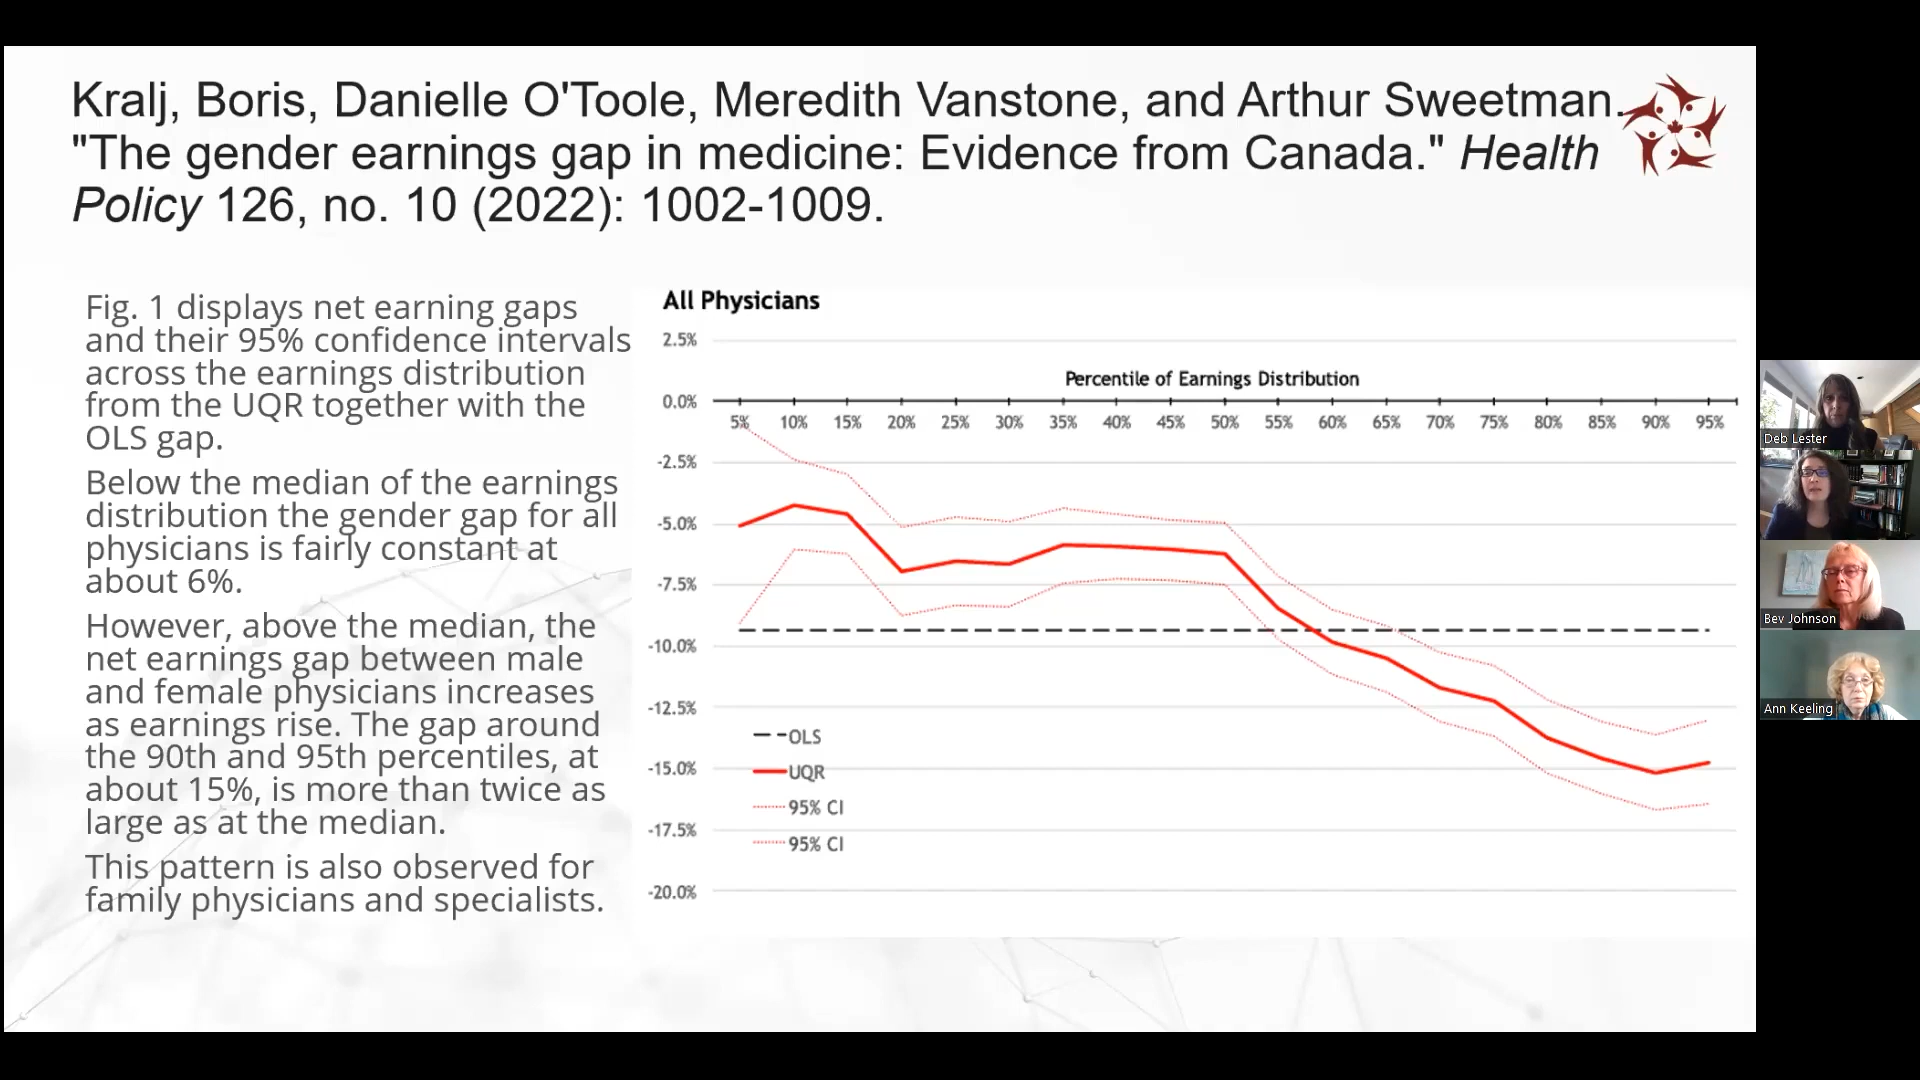 Kralj, Boris, Danielle O'Toole, Meredith Vanstone, and Arthur Sweetman.
"The gender earnings gap in medicine: Evidence from Canada." Health
Policy 126, no. 10 (2022): 1002-1009.
Fig. 1 displays net earning gaps
and their 95% confidence intervals
across the earnings distribution
from the UQR together with the
OLS gap.
Below the median of the earnings
distribution the gender gap for all
physicians is fairly constant at
about 6%.
However, above the median, the
net earnings gap between male
and female physicians increases
as earnings rise. The gap around
the 90th and 95th percentiles, at
about 15%, is more than twice as
large as at the median.
This pattern is also observed for
family physicians and specialists.
All Physicians
2.5%
Percentile of Earnings Distribution
0.0%
5% 10% 15% 20% 25% 30% 35% 40% 45% 50% 55% 60% 65% 70% 75% 80% 85% 90% 95%
-2.5%
-5.0%
-7.5%
-10.0%
-12.5%
-15.0%
-17.5%
-20.0%
OLS
UQR
95% CI
95% CI
Deb Lester
Bev Johnson
Ann Keeling